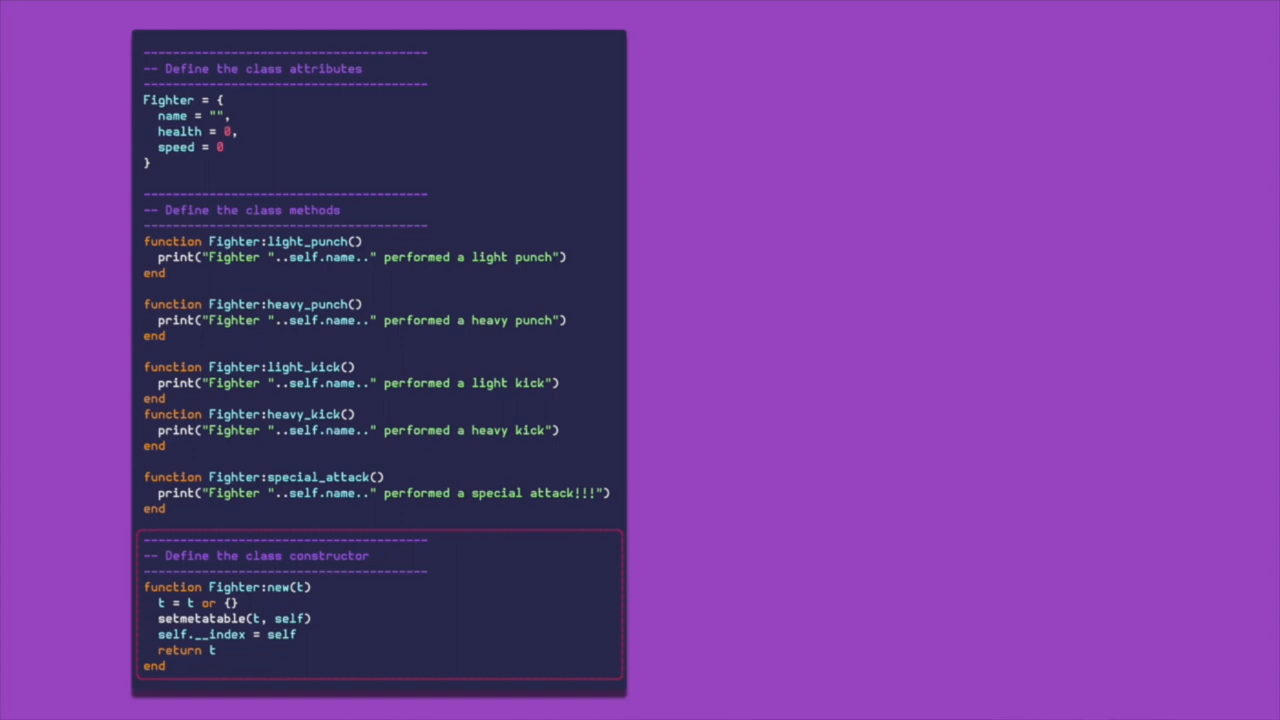 ---------------------------------------
-- Define the class attributes
---------------------------------------
Fighter = {
  name = "",
  health = 0,
  speed = 0
}
---------------------------------------
-- Define the class methods
---------------------------------------
function Fighter:light_punch()
  print("Fighter "..self.name.." performed a light punch")
end
function Fighter:heavy_punch()
  print("Fighter "..self.name.." performed a heavy punch")
end
function Fighter:light_kick()
  print("Fighter "..self.name.." performed a light kick")
end
function Fighter:heavy_kick()
  print("Fighter "..self.name.." performed a heavy kick")
end
function Fighter:special_attack()
  print("Fighter "..self.name.." performed a special attack!!!")
end
---------------------------------------
-- Define the class constructor
---------------------------------------
function Fighter:new(t)
  t = t or {}
  setmetatable(t, self)
  self.__index = self
  return t
end